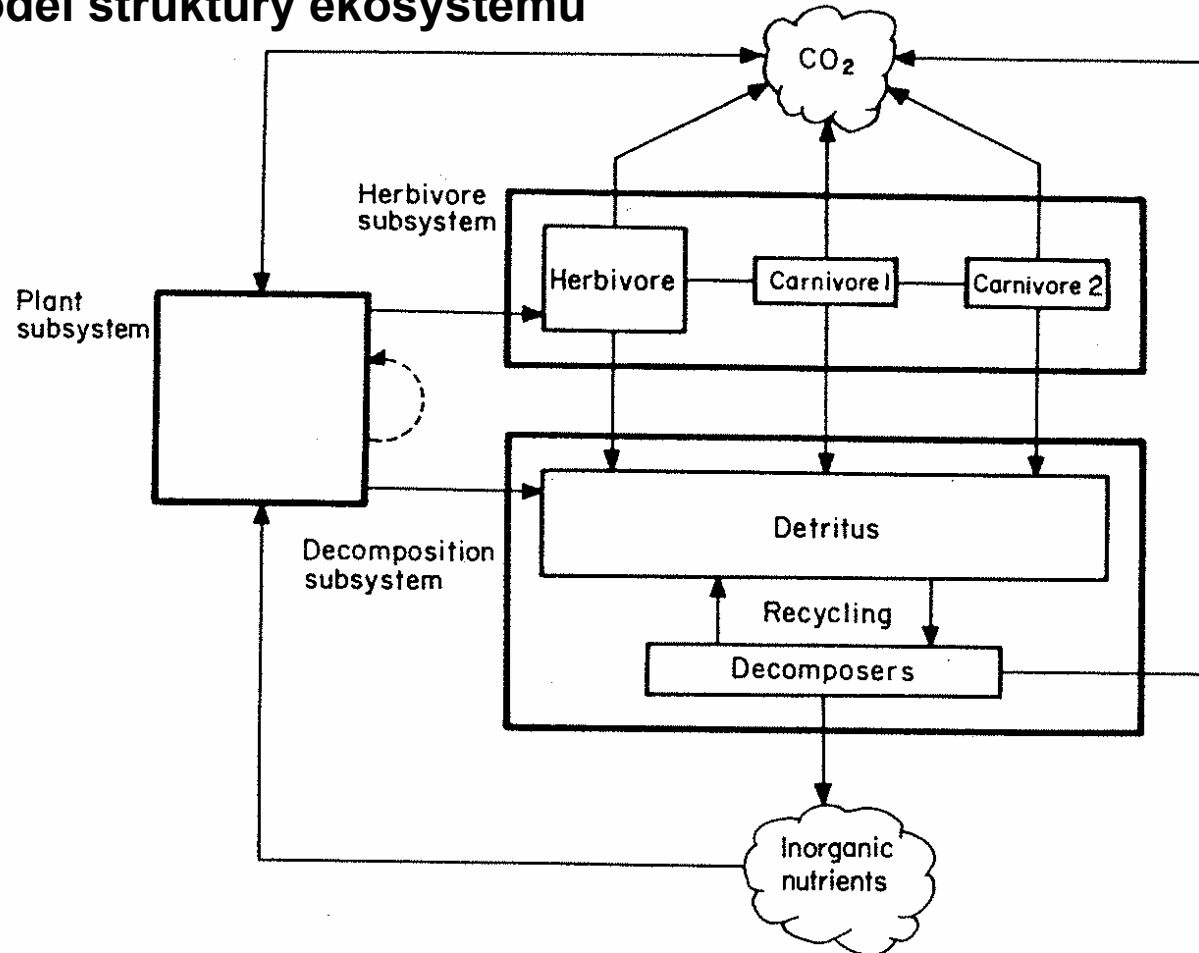 odel struktury ekosystému
CO2
Herbivore
subsystem
Herbivore
Carnivore 1
Carnivore 2
Plant
subsystem
Detritus
Decomposition
subsystem
Recycling
Decomposers
Inorganic
nutrients